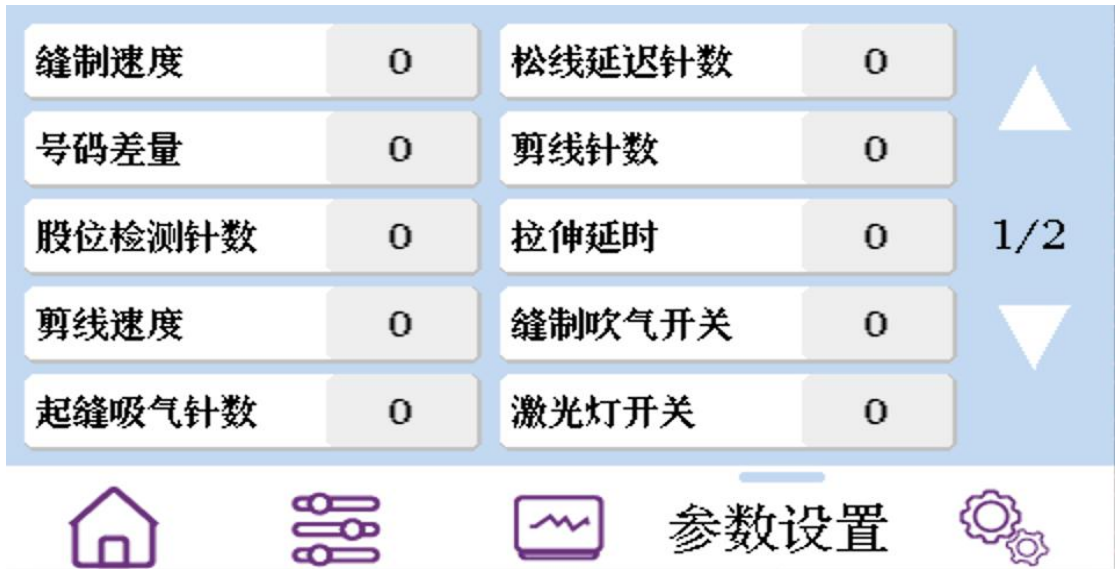 缝制速度 0 松线延迟针数 0
号码差量 0 剪线针数 0
股位检测针数 0 拉伸延时 0 1/2
剪线速度 0 缝制吹气开关 0
起缝吸气针数 0 激光灯开关 0
参数设置